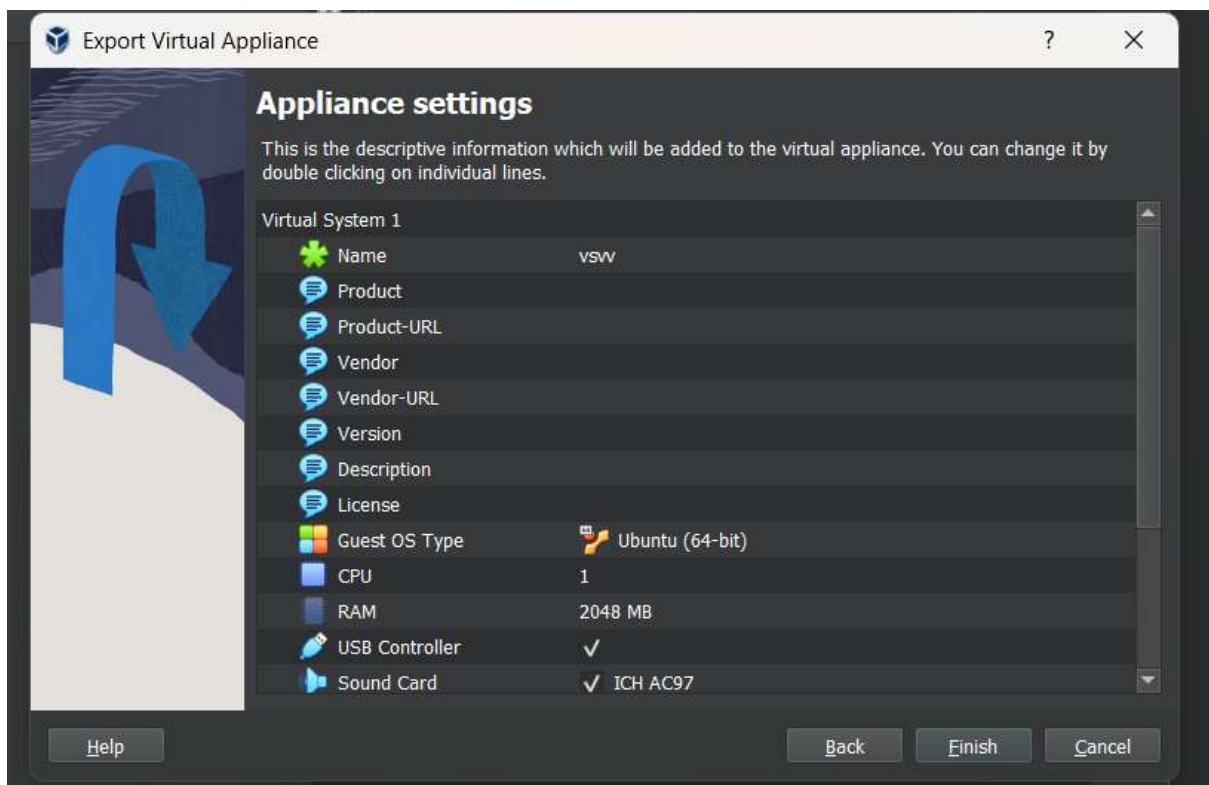 Export Virtual Appliance ?
Appliance settings
This is the descriptive information which will be added to the virtual appliance. You can change it by
double clicking on individual lines.
Virtual System 1
Name vsvv
Product
Product-URL
Vendor
Vendor-URL
Version
Description
License
Guest OS Type Ubuntu (64-bit)
CPU 1
RAM 2048 MB
USB Controller
Sound Card ICH AC97
Help Back Finish Cancel